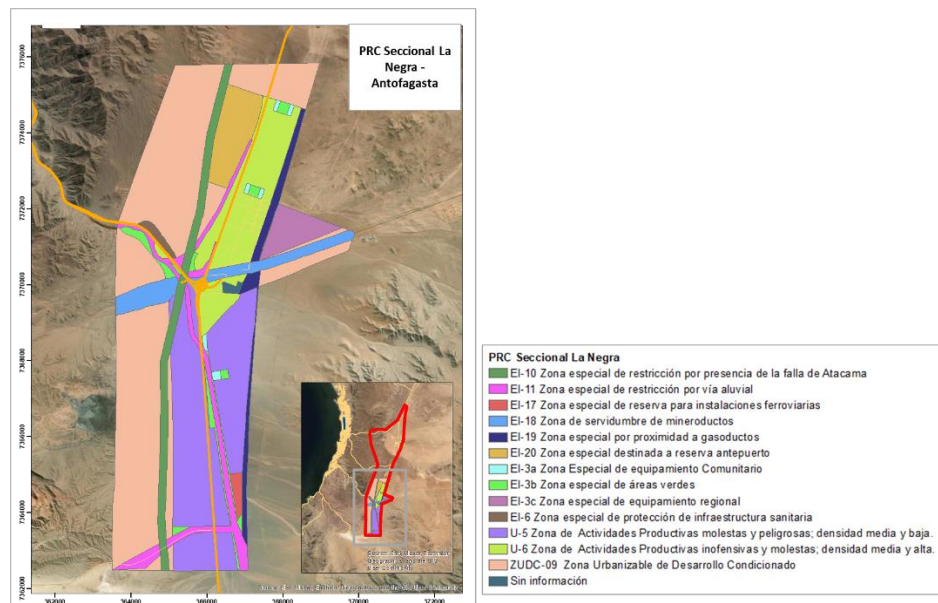 PRC Seccional La
Negra -
Antofagasta
7376000
7374000
7372000
7370000
7368000
7366000
7364000
7362000
362000
364000
366000
368000
370000
372000
PRC Seccional La Negra
EI-10 Zona especial de restricción por presencia de la falla de Atacama
EI-11 Zona especial de restricción por vía aluvial
EI-17 Zona especial de reserva para instalaciones ferroviarias
EI-18 Zona de servidumbre de mineroductos
EI-19 Zona especial por proximidad a gasoductos
EI-20 Zona especial destinada a reserva antepuerto
EI-3a Zona Especial de equipamiento Comunitario
EI-3b Zona especial de áreas verdes
EI-3c Zona especial de equipamiento regional
EI-6 Zona especial de protección de infraestructura sanitaria
U-5 Zona de Actividades Productivas molestas y peligrosas; densidad media y baja.
U-6 Zona de Actividades Productivas inofensivas y molestas; densidad media y alta.
ZUDC-09 Zona Urbanizable de Desarrollo Condicionado
Sin información